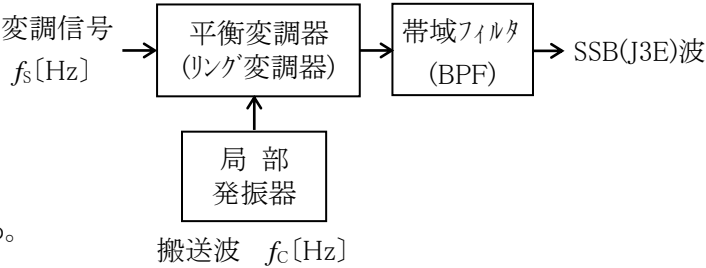 変調信号
fS〔Hz〕
平衡変調器
(リング変調器)
帯域フィルタ
(BPF)
SSB(J3E)波
局 部
発振器
搬送波 fC〔Hz〕
。